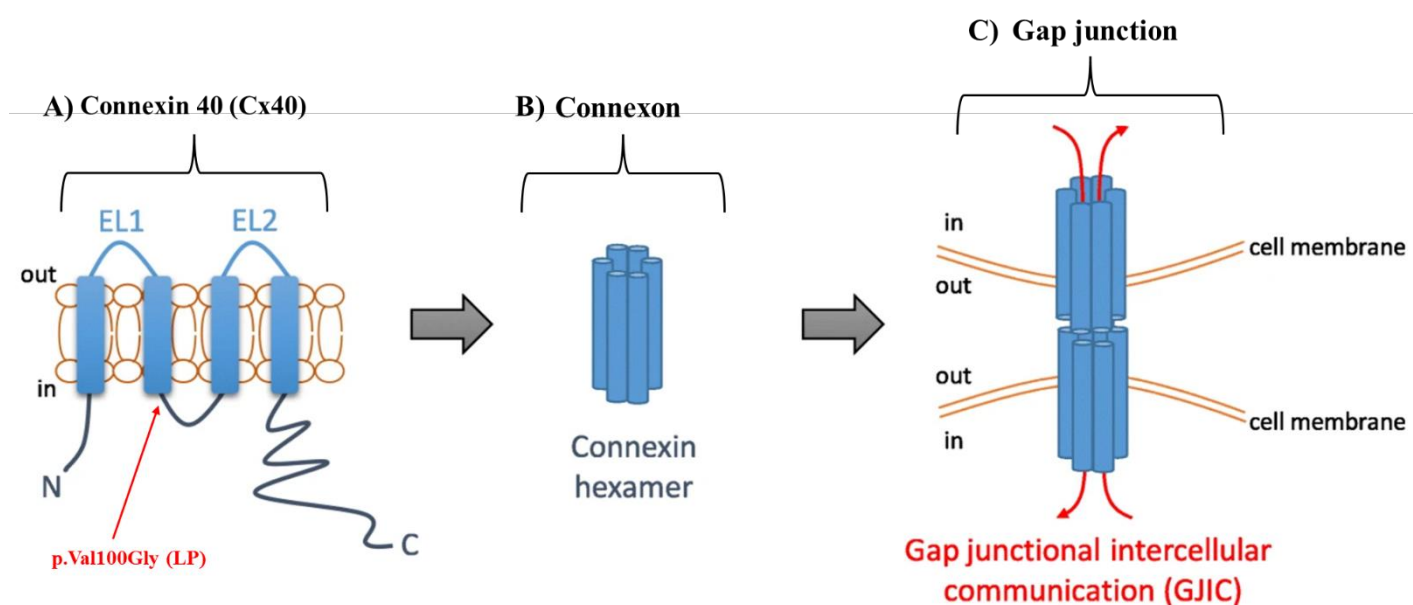 A) Connexin 40 (Cx40)
EL1
EL2
out
in
N
C
p.Val100Gly (LP)
B) Connexon
Connexin
hexamer
C) Gap junction
in
out
cell membrane
out
in
cell membrane
Gap junctional intercellular
communication (GJIC)